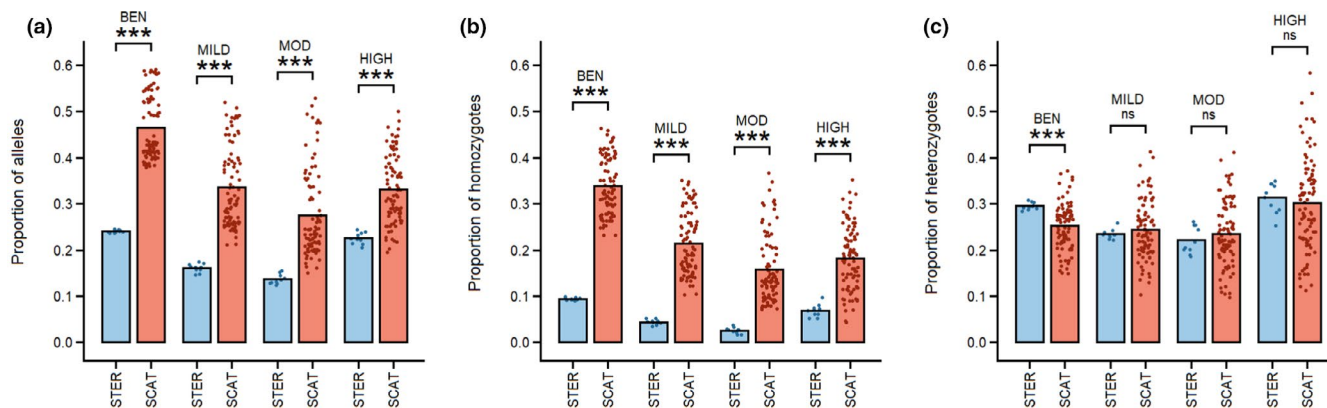 (a)
Proportion of alleles
0.6
0.5
0.4
0.3
0.2
0.1
0.0
BEN
***
MILD
***
MOD
***
HIGH
***
STER
SCAT
STER
SCAT
STER
SCAT
STER
SCAT
(b)
Proportion of homozygotes
0.6
0.5
0.4
0.3
0.2
0.1
0.0
BEN
***
MILD
***
MOD
***
HIGH
***
STER
SCAT
STER
SCAT
STER
SCAT
STER
SCAT
(c)
Proportion of heterozygotes
0.6
0.5
0.4
0.3
0.2
0.1
0.0
BEN
***
MILD
ns
MOD
ns
HIGH
ns
STER
SCAT
STER
SCAT
STER
SCAT
STER
SCAT